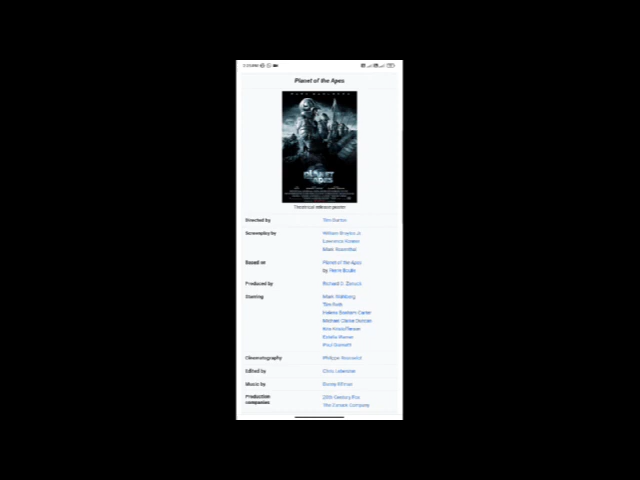 Planet of the Apes
PLANET
APES
Theatrical release poster
Directed by
Tim Burton
Screenplay by
William Broyles Jr.
Lawrence Konner
Mark Rosenthal
Based on
Planet of the Apes
by Pierre Boulle
Produced by
Richard D. Zanuck
Starring
Mark Wahlberg
Tim Roth
Helena Bonham Carter
Michael Clarke Duncan
Kris Kristofferson
Estella Warren
Paul Giamatti
Cinematography
Philippe Rousselot
Edited by
Chris Lebenzon
Music by
Danny Elfman
Production
companies
20th Century Fox
The Zanuck Company